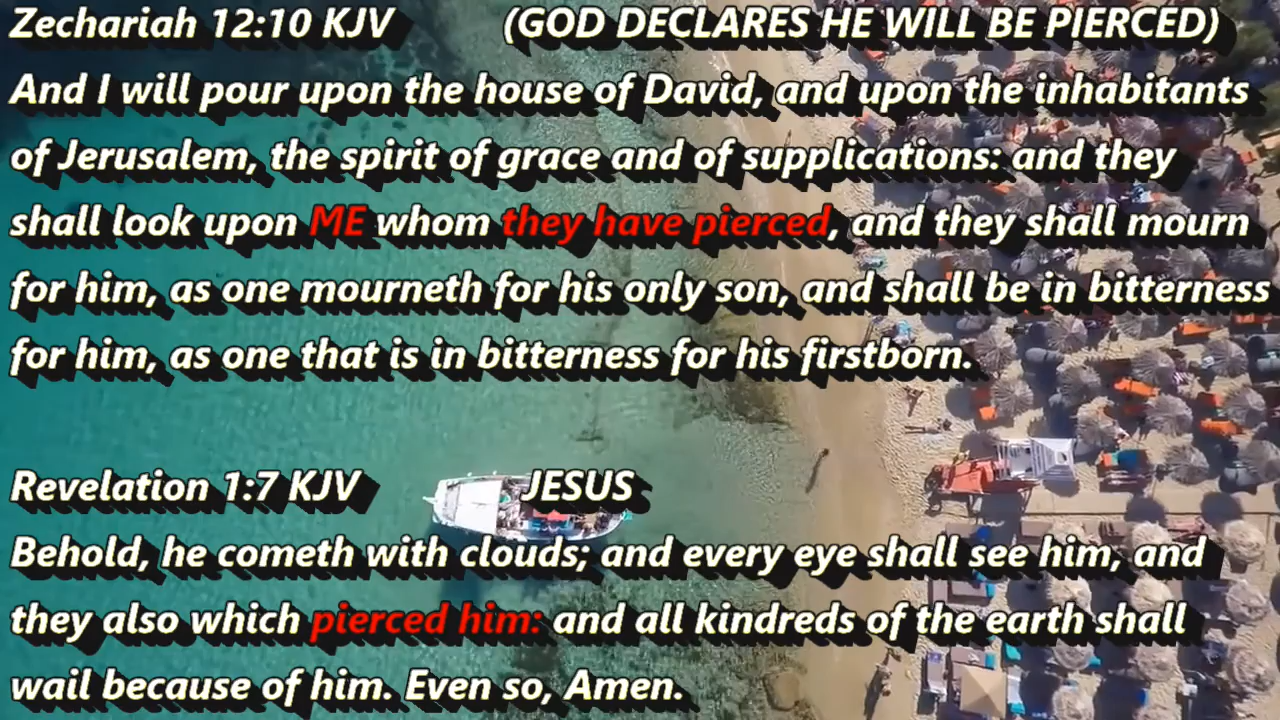 Zechariah 12:10 KJV (GOD DECLARES HE WILL BE PIERCED)
And I will pour upon the house of David, and upon the inhabitants
of Jerusalem, the spirit of grace and of supplications: and they
shall look upon ME whom they have pierced, and they shall mourn
for him, as one mourneth for his only son, and shall be in bitterness
for him, as one that is in bitterness for his firstborn.
Revelation 1:7 KJV JESUS
Behold, he cometh with clouds; and every eye shall see him, and
they also which pierced him: and all kindreds of the earth shall
wail because of him. Even so, Amen.